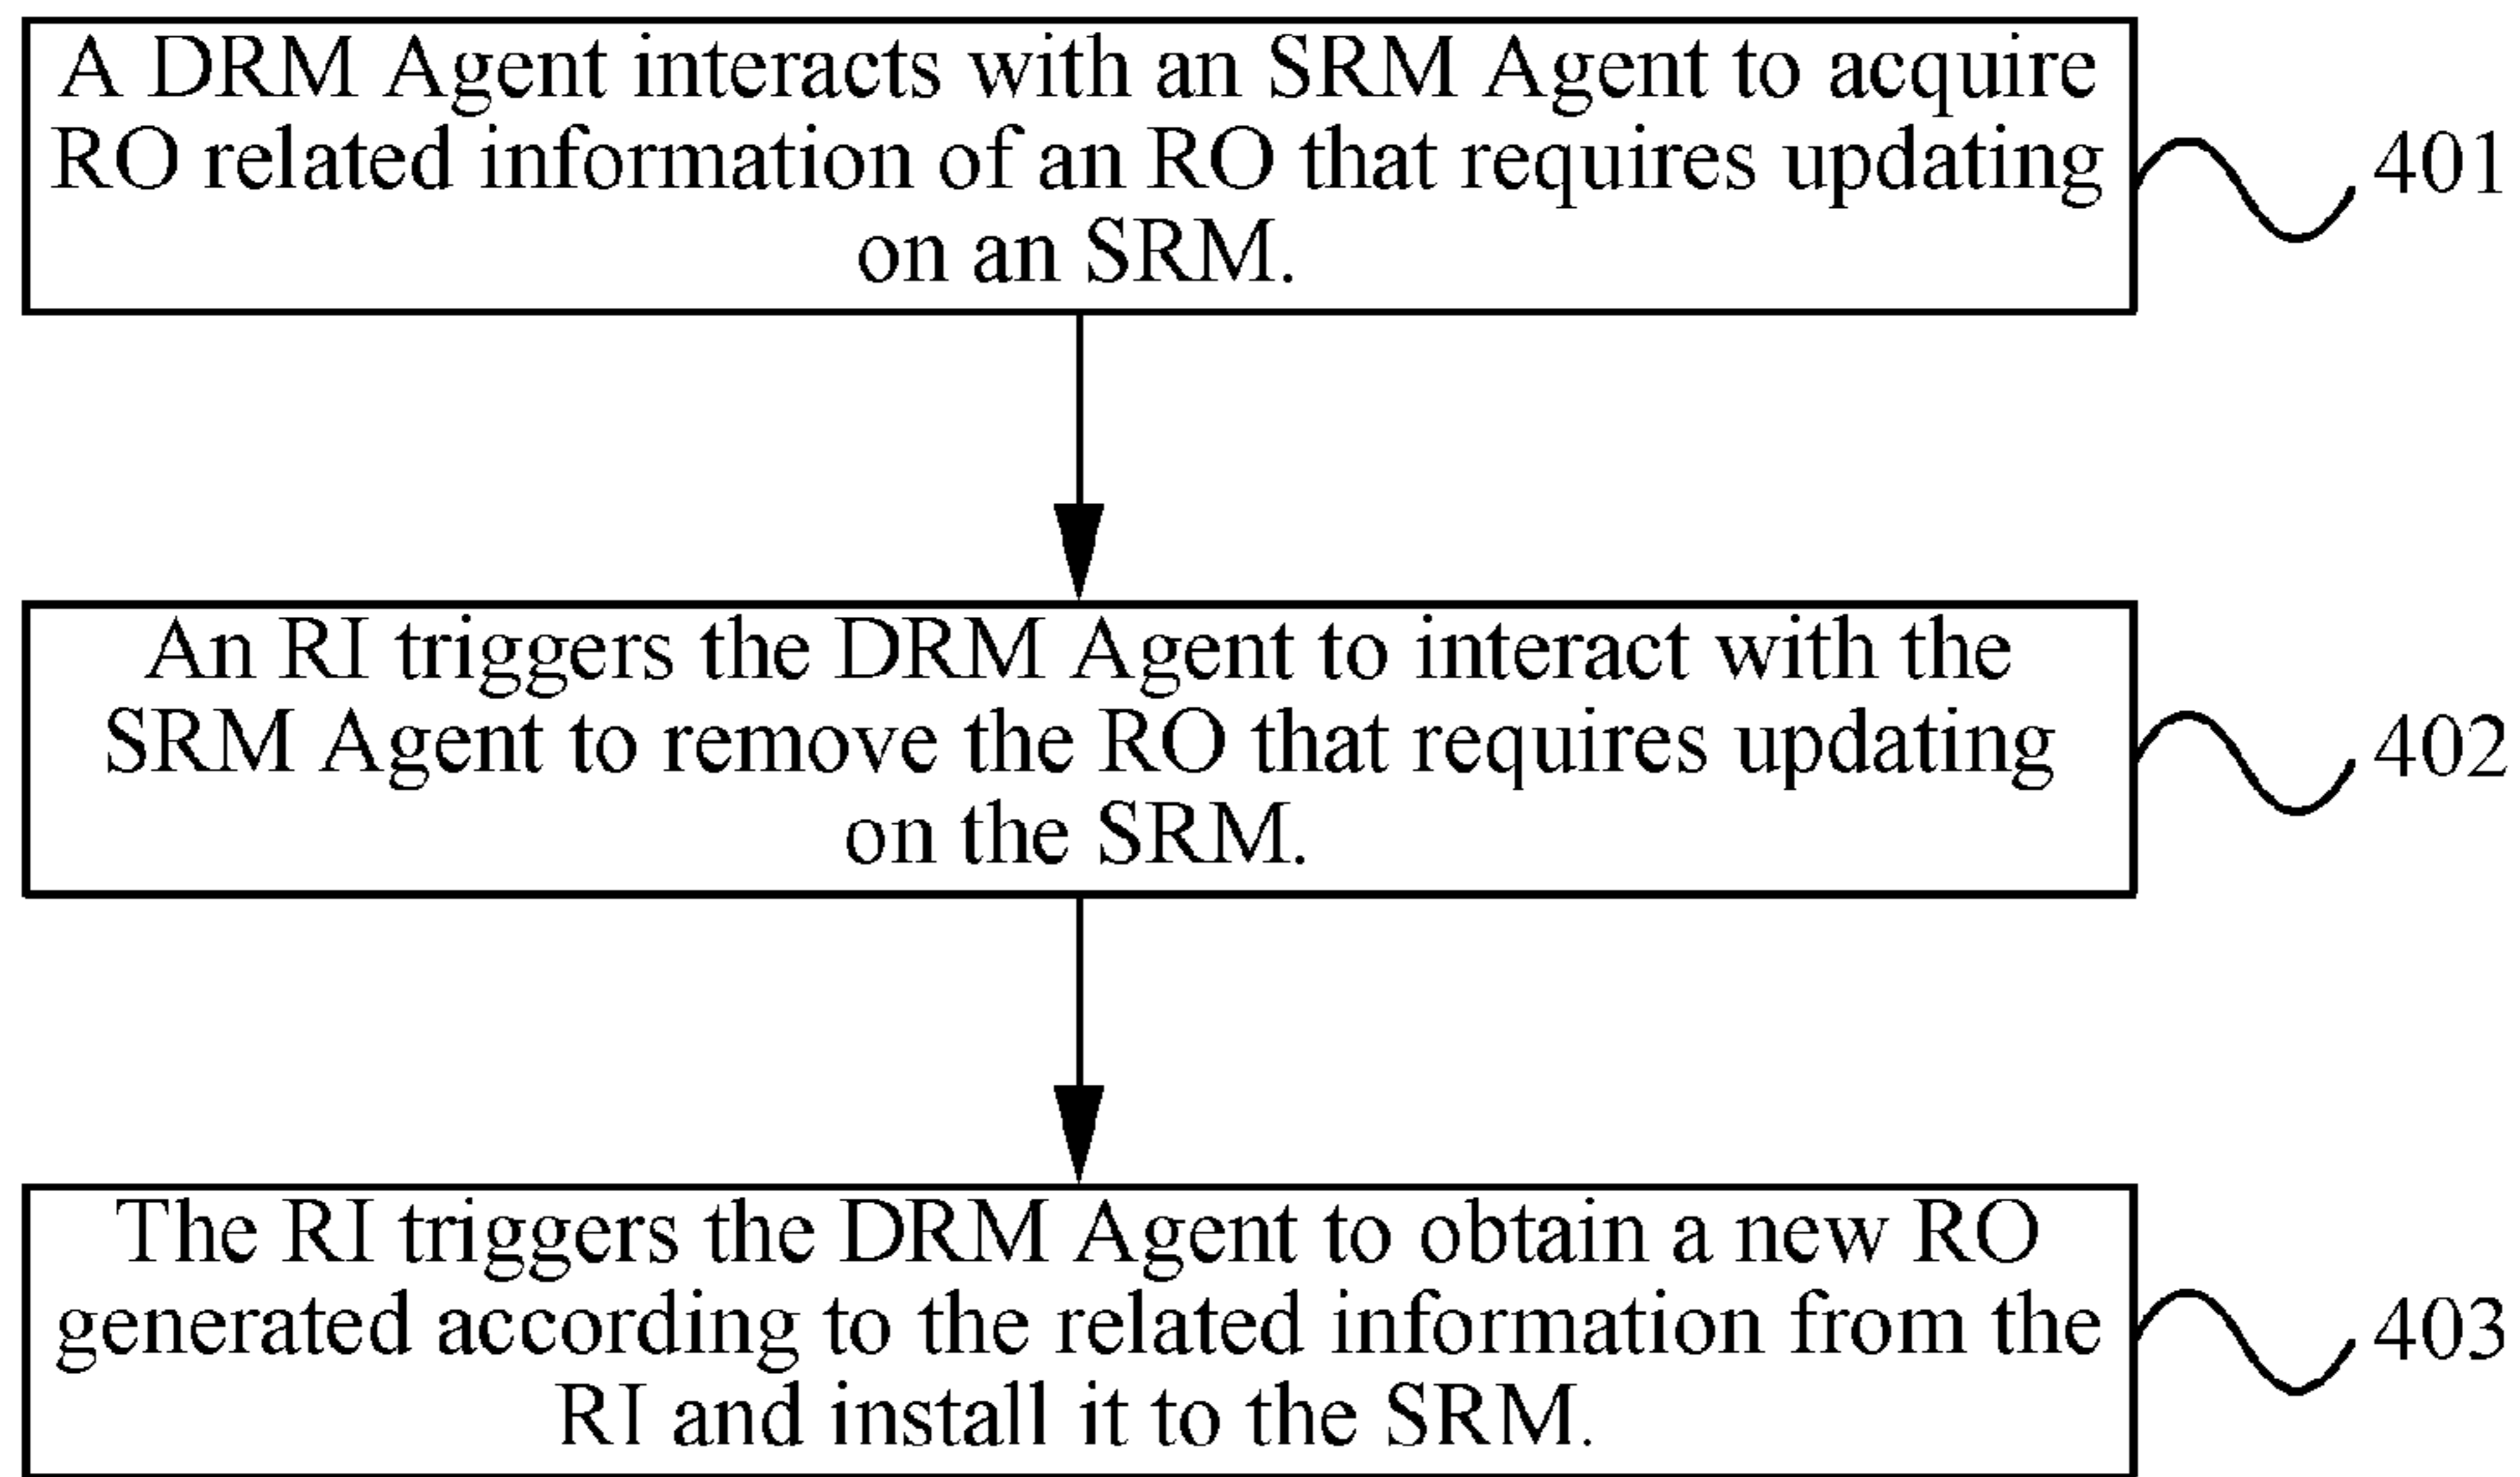 A DRM Agent interacts with an SRM Agent to acquire
RO related information of an RO that requires updating
on an SRM.
401
An RI triggers the DRM Agent to interact with the
SRM Agent to remove the RO that requires updating
on the SRM.
402
The RI triggers the DRM Agent to obtain a new RO
generated according to the related information from the
RI and install it to the SRM.
403